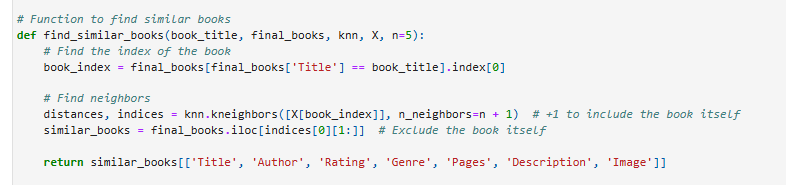 # Function to find similar books
def find_similar_books(book_title, final_books, knn, X, n=5):
    # Find the index of the book
    book_index = final_books[final_books['Title'] == book_title].index[0]

    # Find neighbors
    distances, indices = knn.kneighbors([X[book_index]], n_neighbors=n + 1)  # +1 to include the book itself
    similar_books = final_books.iloc[indices[0][1:]]  # Exclude the book itself

    return similar_books[['Title', 'Author', 'Rating', 'Genre', 'Pages', 'Description', 'Image']]